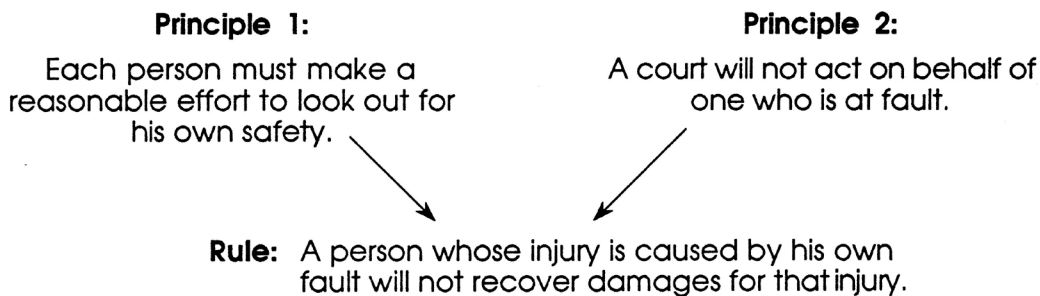 Principle 1:
Each person must make a
reasonable effort to look out for
his own safety.
Principle 2:
A court will not act on behalf of
one who is at fault.
Rule: A person whose injury is caused by his own
fault will not recover damages for that injury.